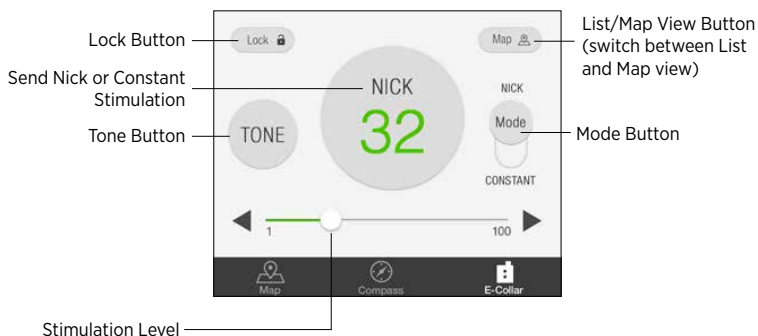 Lock Button
Send Nick or Constant
Stimulation
Tone Button
Lock
Map
NICK
32
TONE
NICK
Mode
CONSTANT
1
100
Map
Compass
E-Collar
List/Map View Button
(switch between List
and Map view)
Mode Button
Stimulation Level